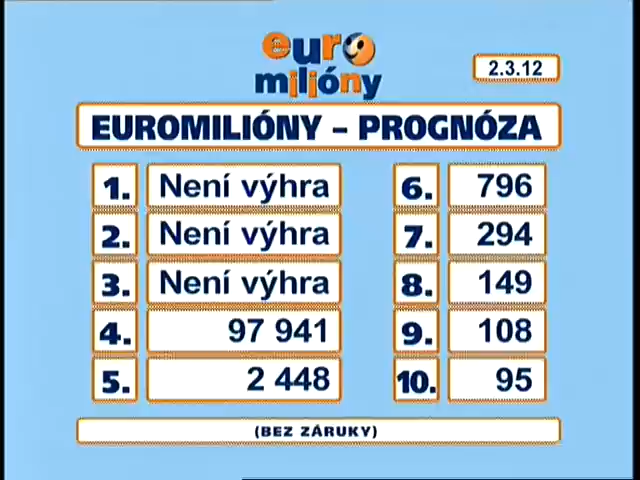 euro
milióny
2.3.12
EUROMILIÓNY – PROGNÓZA
1. Není výhra
2. Není výhra
3. Není výhra
4. 97 941
5. 2 448
6. 796
7. 294
8. 149
9. 108
10. 95
(BEZ ZÁRUKY)